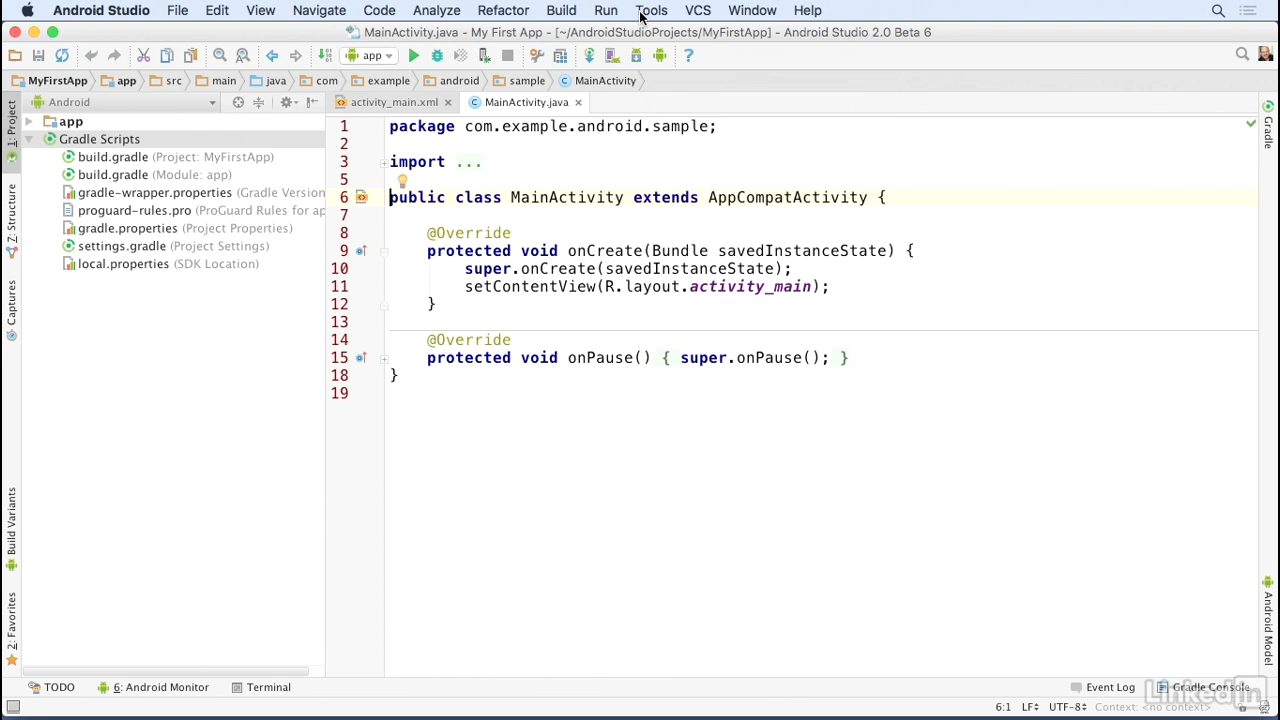 Android Studio File Edit View Navigate Code Analyze Refactor Build Run Tools VCS Window Help
MainActivity.java - My First App - [~/AndroidStudioProjects/MyFirstApp] - Android Studio 2.0 Beta 6
app
MyFirstApp app src main java com example android sample MainActivity
Android
activity_main.xml MainActivity.java
1: Project
Z: Structure
Captures
Build Variants
2: Favorites
app
Gradle Scripts
build.gradle (Project: MyFirstApp)
build.gradle (Module: app)
gradle-wrapper.properties (Gradle Version
proguard-rules.pro (ProGuard Rules for ap
gradle.properties (Project Properties)
settings.gradle (Project Settings)
local.properties (SDK Location)
1 package com.example.android.sample;
2
3 import ...
5
6 public class MainActivity extends AppCompatActivity {
7
8 @Override
9 protected void onCreate(Bundle savedInstanceState) {
10 super.onCreate(savedInstanceState);
11 setContentView(R.layout.activity_main);
12 }
13
14 @Override
15 protected void onPause() { super.onPause(); }
18 }
19
Gradle
Android Model
TODO 6: Android Monitor Terminal Event Log Gradle Console
LinkedIn
6:1 LF UTF-8 Context: <no context>